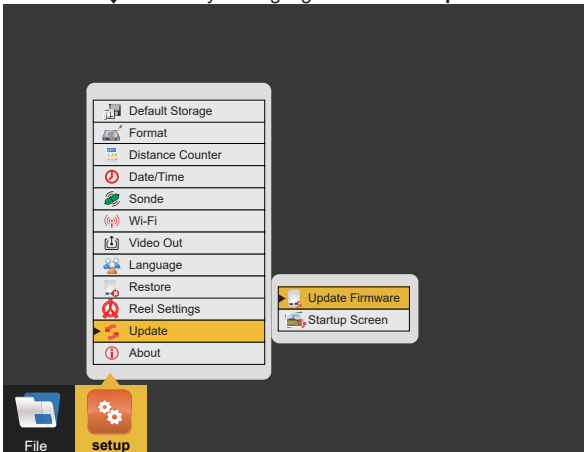 Default Storage
Format
Distance Counter
Date/Time
Sonde
Wi-Fi
Video Out
Language
Restore
Reel Settings
Update
About
Update Firmware
Startup Screen
File
setup